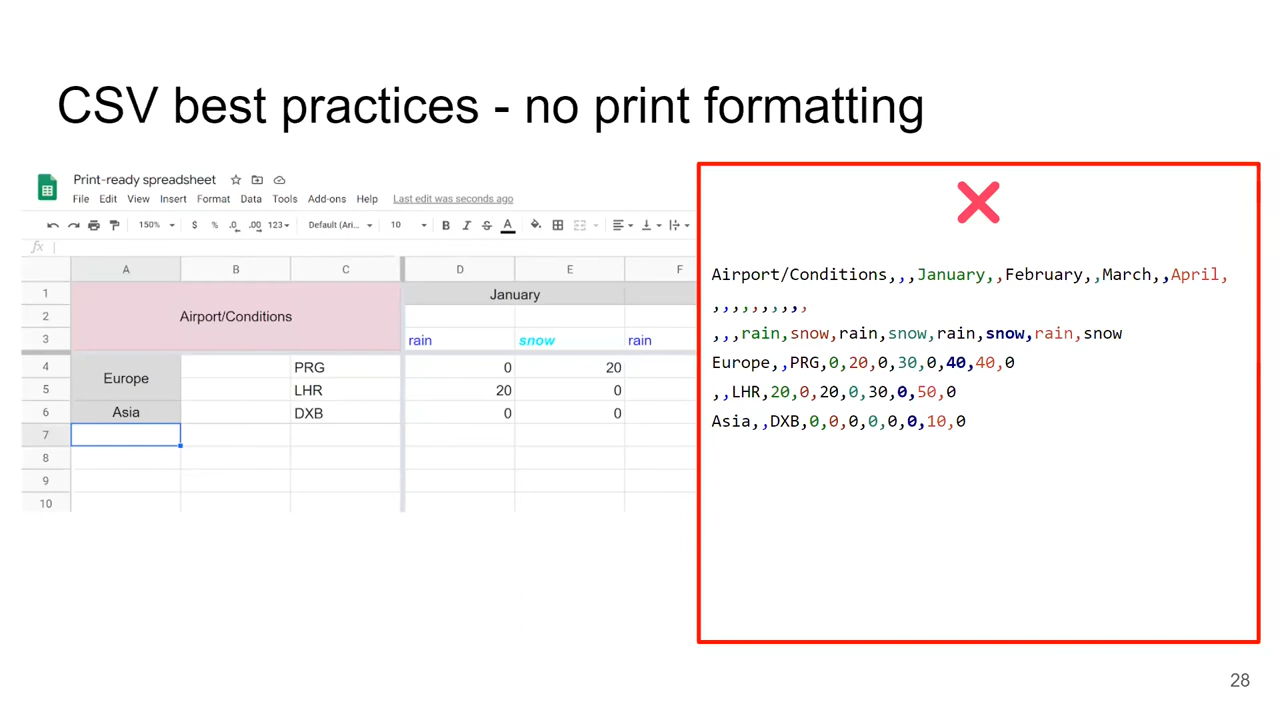 CSV best practices - no print formatting
Print-ready spreadsheet
File Edit View Insert Format Data Tools Add-ons Help Last edit was seconds ago
150% $ % .0 .00 123 Default (Ari... 10 B I S A
fx
A B C D E F
1 January
2 Airport/Conditions
3 rain snow rain
4 PRG 0 20
Europe
5 LHR 20 0
6 Asia DXB 0 0
7
8
9
10
Airport/Conditions,,,January,,February,,March,,April,
,,,,,,,,,,
,,,rain,snow,rain,snow,rain,snow,rain,snow
Europe,,PRG,0,20,0,30,0,40,40,0
,,LHR,20,0,20,0,30,0,50,0
Asia,,DXB,0,0,0,0,0,0,10,0
28